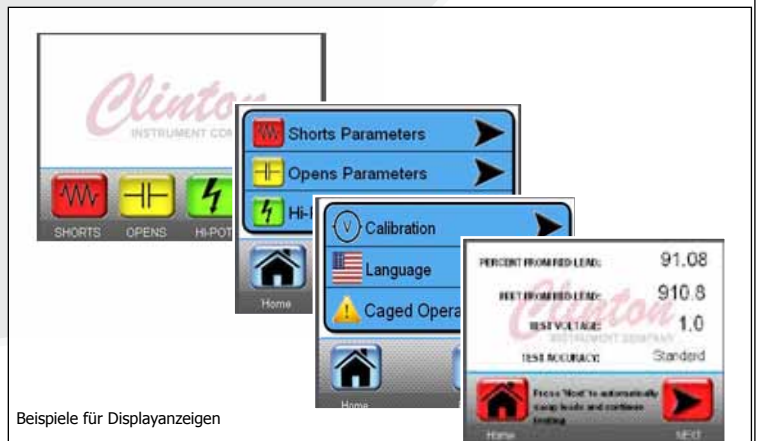 Clinton
INSTRUMENT COM
SHORTS OPENS HI-POT
Shorts Parameters
Opens Parameters
Hi-
Home
Calibration
Language
Caged Opera
Home
PERCENT FROM RED LEAD: 91.08
FEET FROM RED LEAD: 910.8
TEST VOLTAGE: 1.0
TEST ACCURACY: Standard
Clinton
INSTRUMENT COMPANY
Press 'Next' to automatically
swap leads and continue
testing
Home NEXT
Beispiele für Displayanzeigen